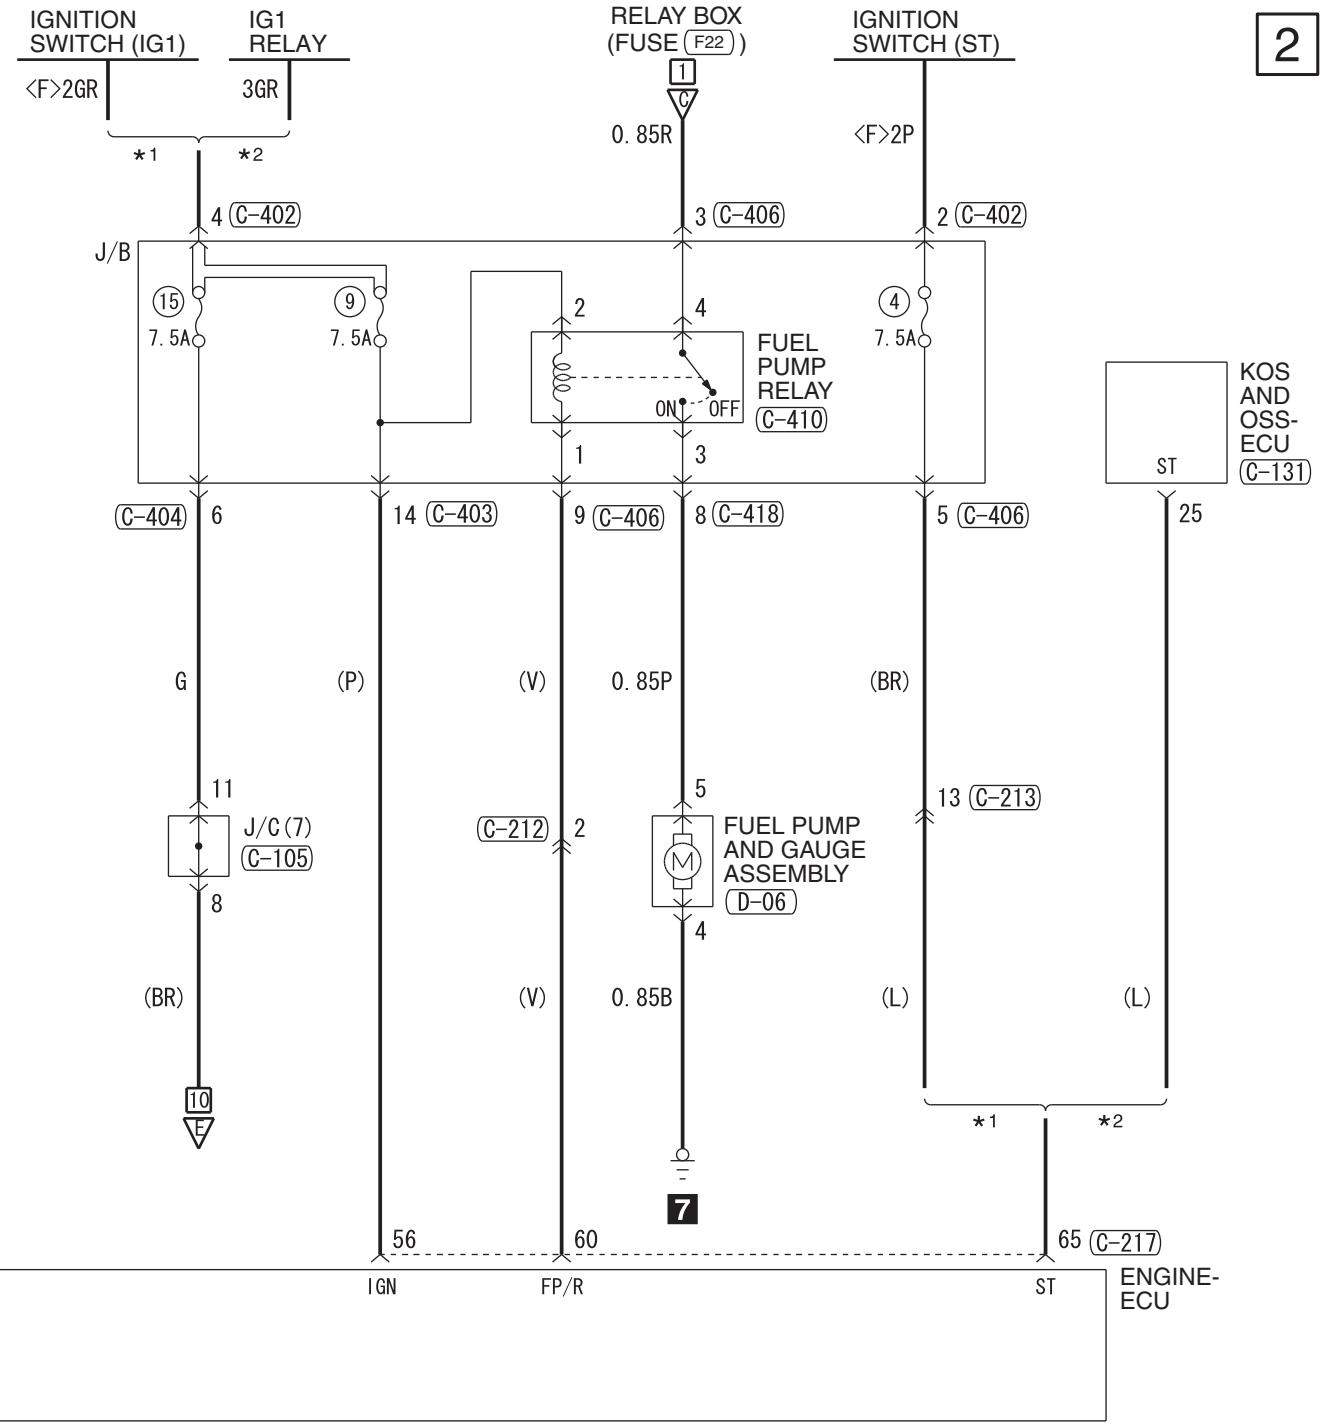 IGNITION
SWITCH (IG1)
IG1
RELAY
RELAY BOX
(FUSE F22 )
IGNITION
SWITCH (ST)
2
<F>2GR
3GR
1
C
0.85R
<F>2P
*1
*2
4 C-402
3 C-406
2 C-402
J/B
15
7.5A
9
7.5A
2
4
4
7.5A
FUEL
PUMP
RELAY
C-410
ON
OFF
1
3
KOS
AND
OSS-
ECU
C-131
ST
C-404 6
14 C-403
9 C-406
8 C-418
5 C-406
25
G
(P)
(V)
0.85P
(BR)
11
J/C(7)
C-105
8
C-212 2
5
FUEL PUMP
AND GAUGE
ASSEMBLY
D-06
4
13 C-213
(BR)
(V)
0.85B
(L)
(L)
10
E
*1
*2
7
56
60
65 C-217
IGN
FP/R
ST
ENGINE-
ECU